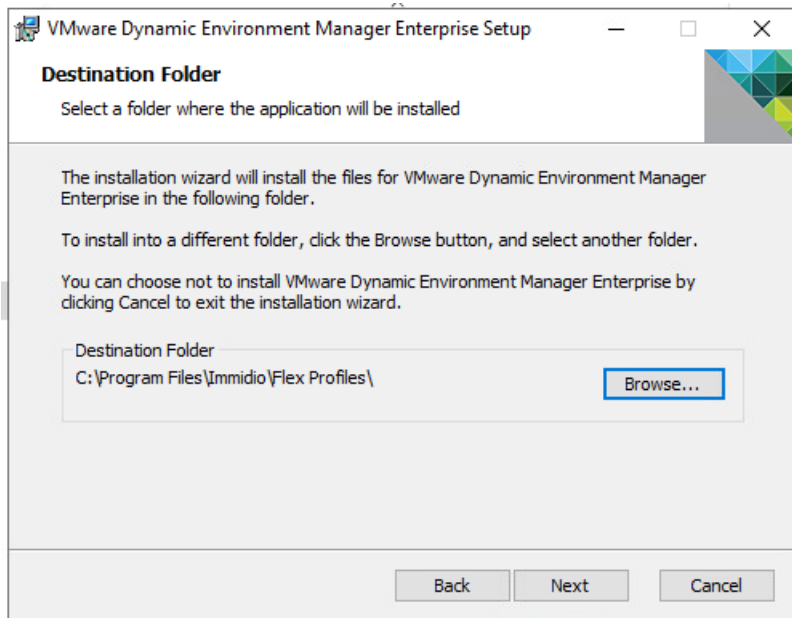 VMware Dynamic Environment Manager Enterprise Setup
Destination Folder
Select a folder where the application will be installed
The installation wizard will install the files for VMware Dynamic Environment Manager
Enterprise in the following folder.
To install into a different folder, click the Browse button, and select another folder.
You can choose not to install VMware Dynamic Environment Manager Enterprise by
clicking Cancel to exit the installation wizard.
Destination Folder
C:\Program Files\Immidio\Flex Profiles\
Browse...
Back
Next
Cancel